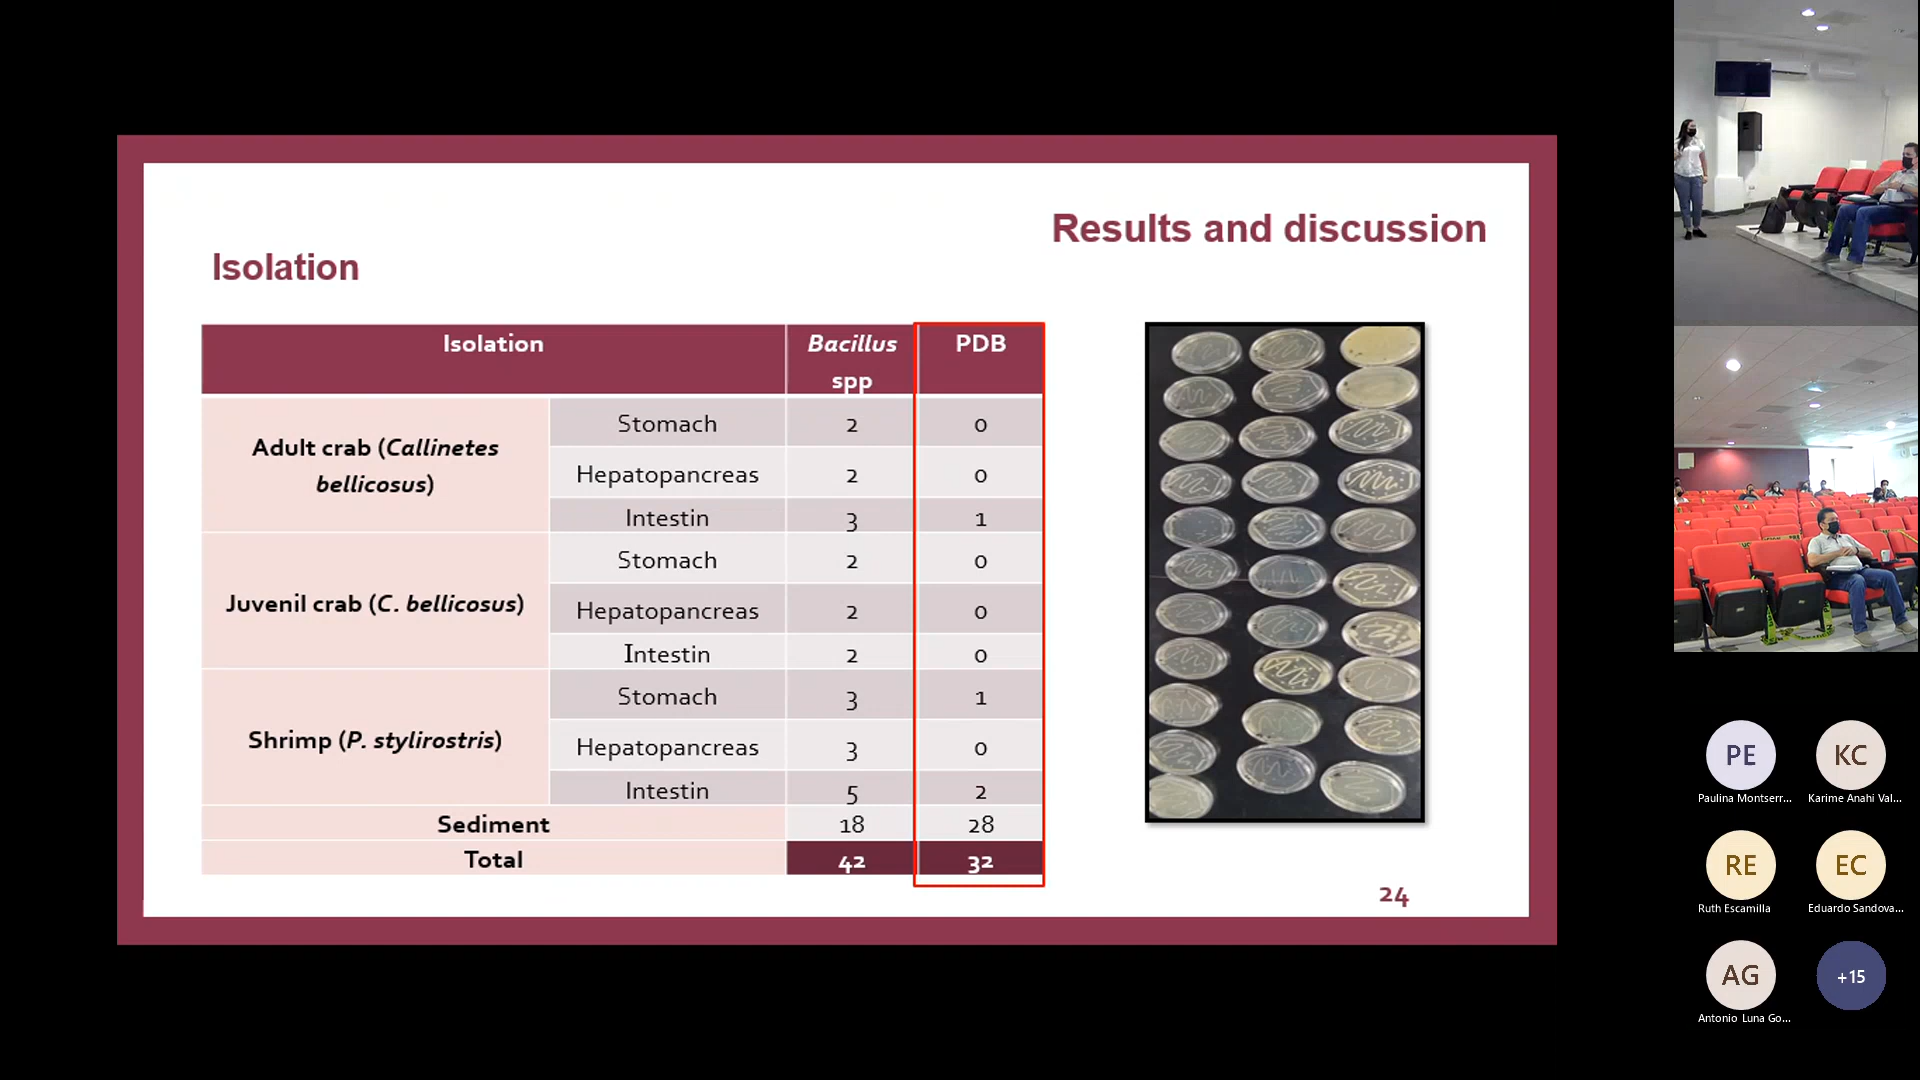 Results and discussion
Isolation
Isolation Bacillus spp PDB
Adult crab (Callinetes bellicosus) Stomach 2 0
Hepatopancreas 2 0
Intestin 3 1
Juvenil crab (C. bellicosus) Stomach 2 0
Hepatopancreas 2 0
Intestin 2 0
Shrimp (P. stylirostris) Stomach 3 1
Hepatopancreas 3 0
Intestin 5 2
Sediment 18 28
Total 42 32
24
PE KC
Paulina Montserr... Karime Anahi Val...
RE EC
Ruth Escamilla Eduardo Sandova...
AG +15
Antonio Luna Go...